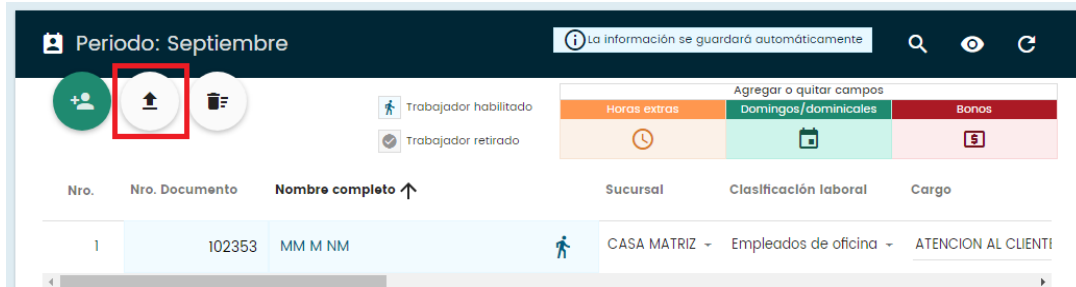 Periodo: Septiembre
La información se guardará automáticamente
Trabajador habilitado
Trabajador retirado
Agregar o quitar campos
Horas extras Domingos/dominicales Bonos
Nro. Nro. Documento Nombre completo Sucursal Clasificación laboral Cargo
1 102353 MM M NM CASA MATRIZ Empleados de oficina ATENCION AL CLIENTE